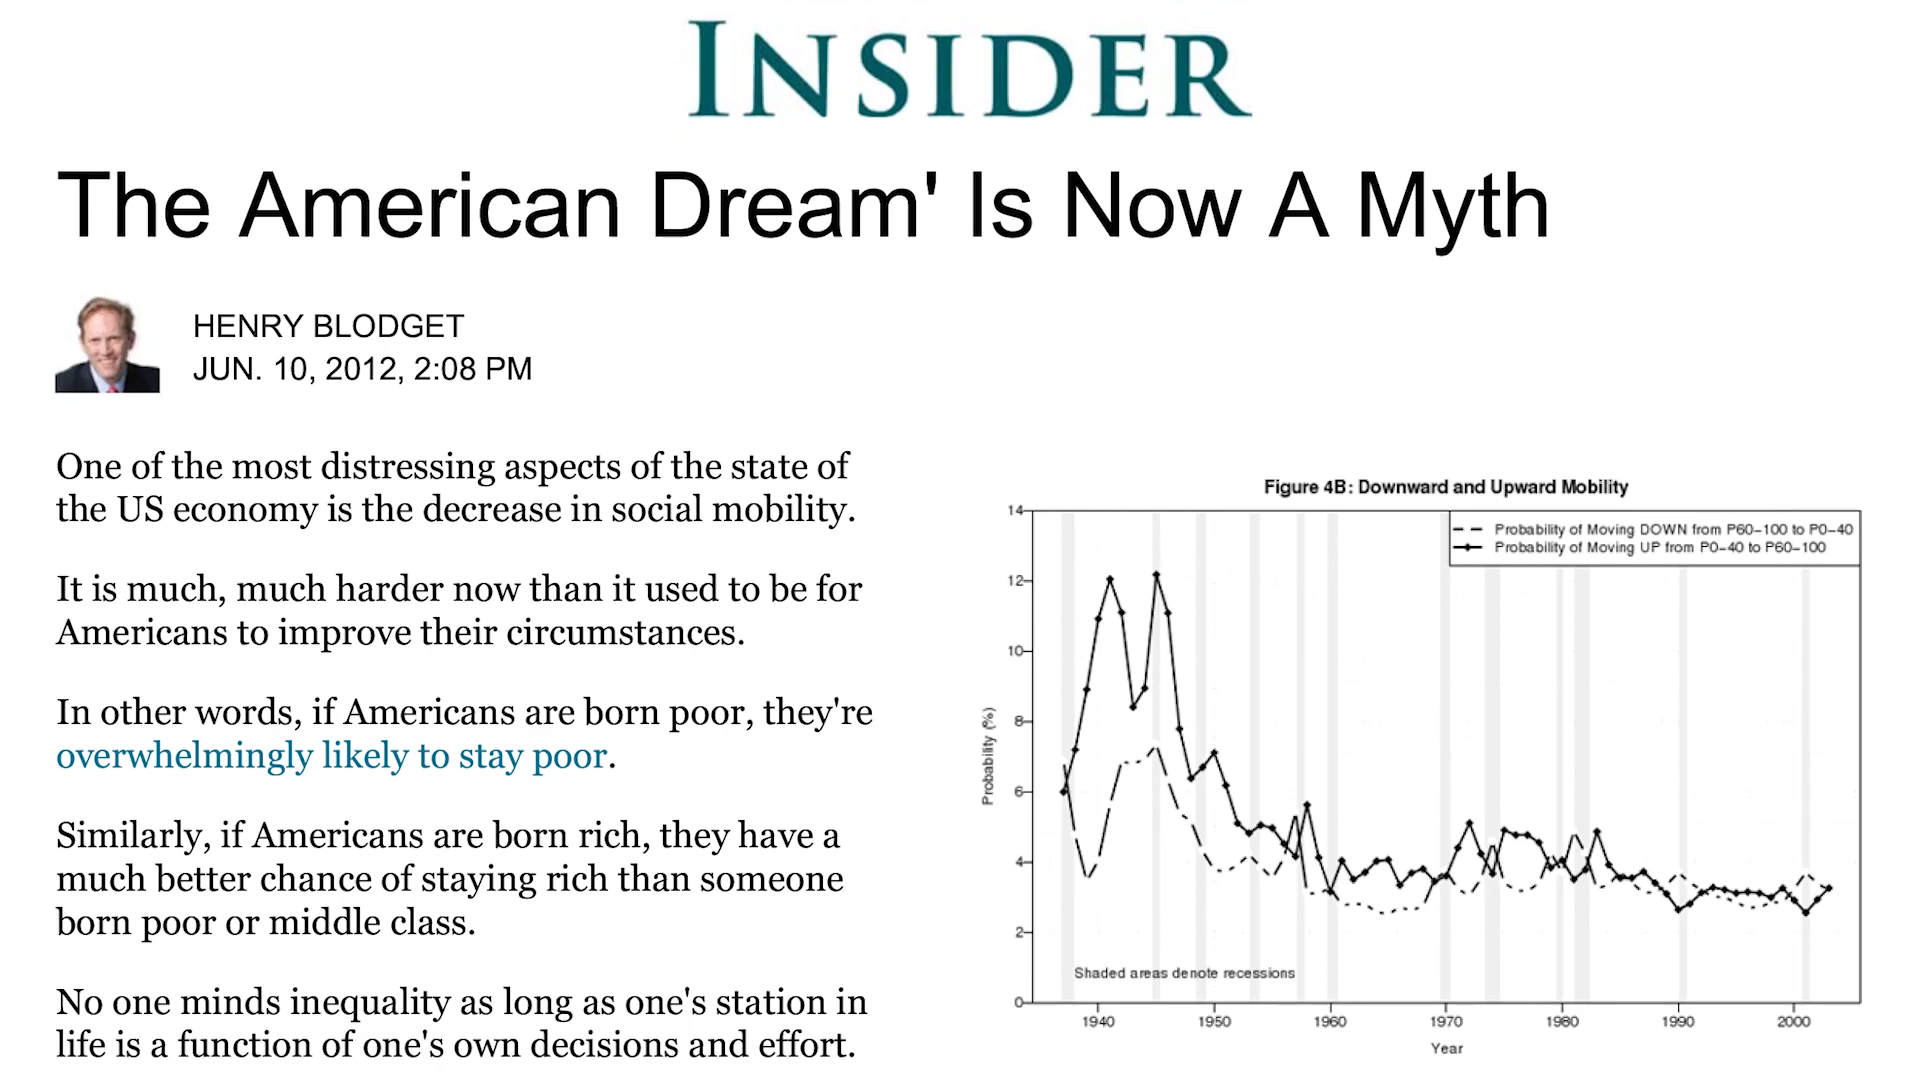 INSIDER
The American Dream' Is Now A Myth
HENRY BLODGET
JUN. 10, 2012, 2:08 PM
One of the most distressing aspects of the state of
the US economy is the decrease in social mobility.
It is much, much harder now than it used to be for
Americans to improve their circumstances.
In other words, if Americans are born poor, they're
overwhelmingly likely to stay poor.
Similarly, if Americans are born rich, they have a
much better chance of staying rich than someone
born poor or middle class.
No one minds inequality as long as one's station in
life is a function of one's own decisions and effort.
Figure 4B: Downward and Upward Mobility
Probability of Moving DOWN from P60-100 to P0-40
Probability of Moving UP from P0-40 to P60-100
14
12
10
8
6
4
2
0
Probability (%)
Shaded areas denote recessions
1940 1950 1960 1970 1980 1990 2000
Year